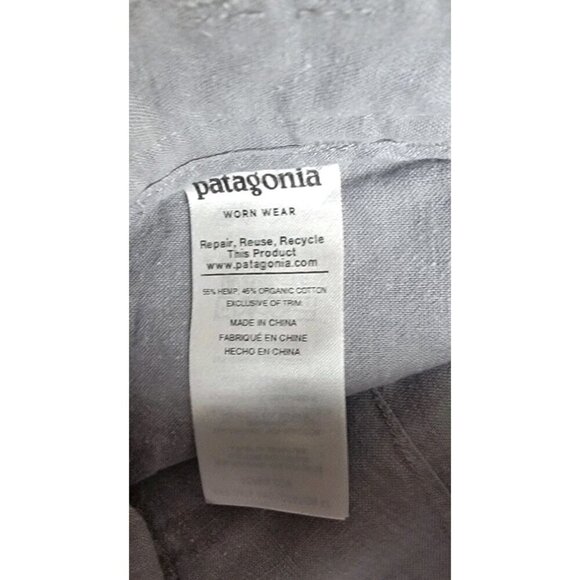 patagonia
WORN WEAR
Repair, Reuse, Recycle
This Product
www.patagonia.com
55% HEMP, 45% ORGANIC COTTON
EXCLUSIVE OF TRIM
MADE IN CHINA
FABRIQUÉ EN CHINE
HECHO EN CHINA